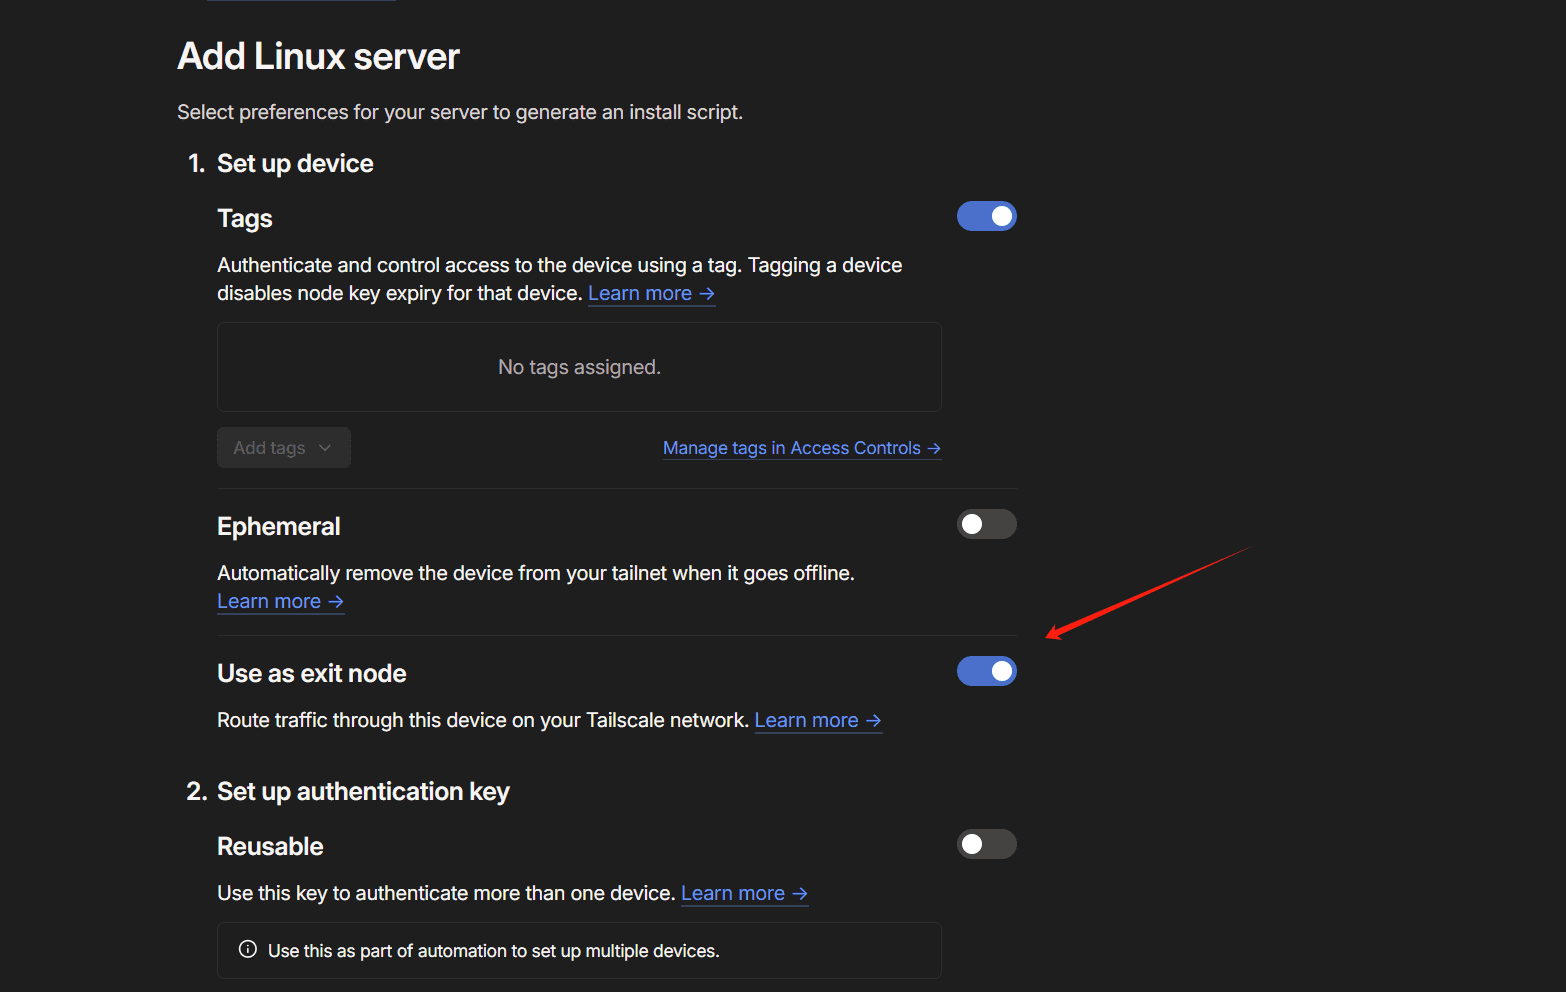 Add Linux server
Select preferences for your server to generate an install script.
1. Set up device
Tags
Authenticate and control access to the device using a tag. Tagging a device
disables node key expiry for that device. Learn more →
No tags assigned.
Add tags
Manage tags in Access Controls →
Ephemeral
Automatically remove the device from your tailnet when it goes offline.
Learn more →
Use as exit node
Route traffic through this device on your Tailscale network. Learn more →
2. Set up authentication key
Reusable
Use this key to authenticate more than one device. Learn more →
Use this as part of automation to set up multiple devices.